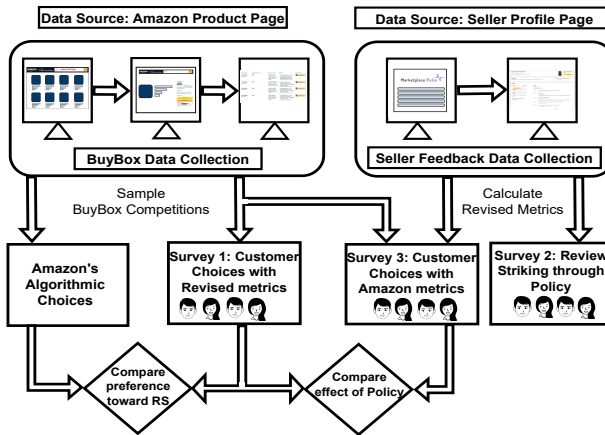 Data Source: Amazon Product Page
Data Source: Seller Profile Page
Marketplace Pulse
BuyBox Data Collection
Seller Feedback Data Collection
Sample
BuyBox Competitions
Calculate
Revised Metrics
Amazon's
Algorithmic
Choices
Survey 1: Customer
Choices with
Revised metrics
Survey 3: Customer
Choices with
Amazon metrics
Survey 2: Review
Striking through
Policy
Compare
preference
toward RS
Compare
effect of Policy